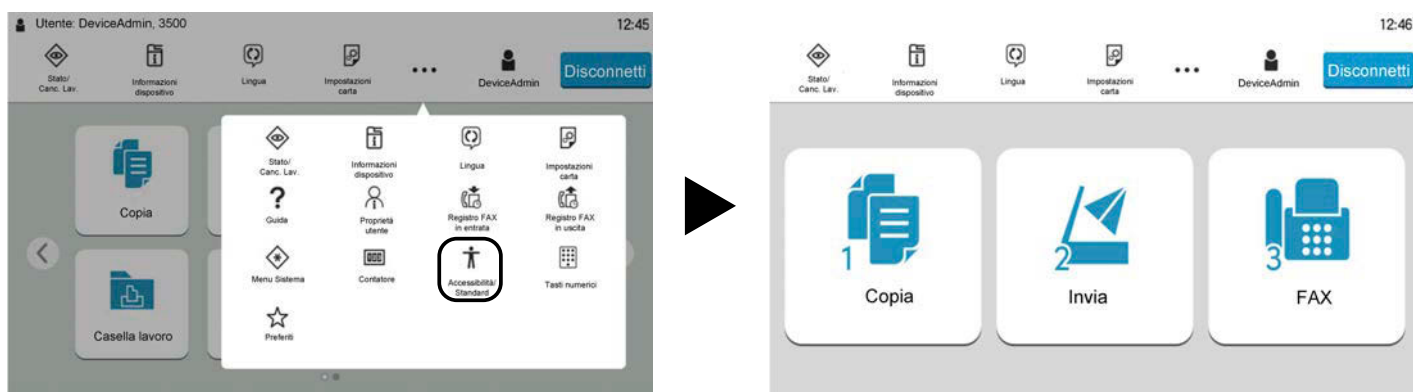 Utente: DeviceAdmin, 3500
12:45
Stato/
Canc. Lav.
Informazioni
dispositivo
Lingua
Impostazioni
carta
DeviceAdmin
Disconnetti
Copia
Casella lavoro
Stato/
Canc. Lav.
Informazioni
dispositivo
Lingua
Impostazioni
carta
?
Guida
Proprietà
utente
Registro FAX
in entrata
Registro FAX
in uscita
Menu Sistema
Contatore
Accessibilità/
Standard
Tasti numerici
Preferiti
12:46
Stato/
Canc. Lav.
Informazioni
dispositivo
Lingua
Impostazioni
carta
DeviceAdmin
Disconnetti
1
Copia
2
Invia
3
FAX